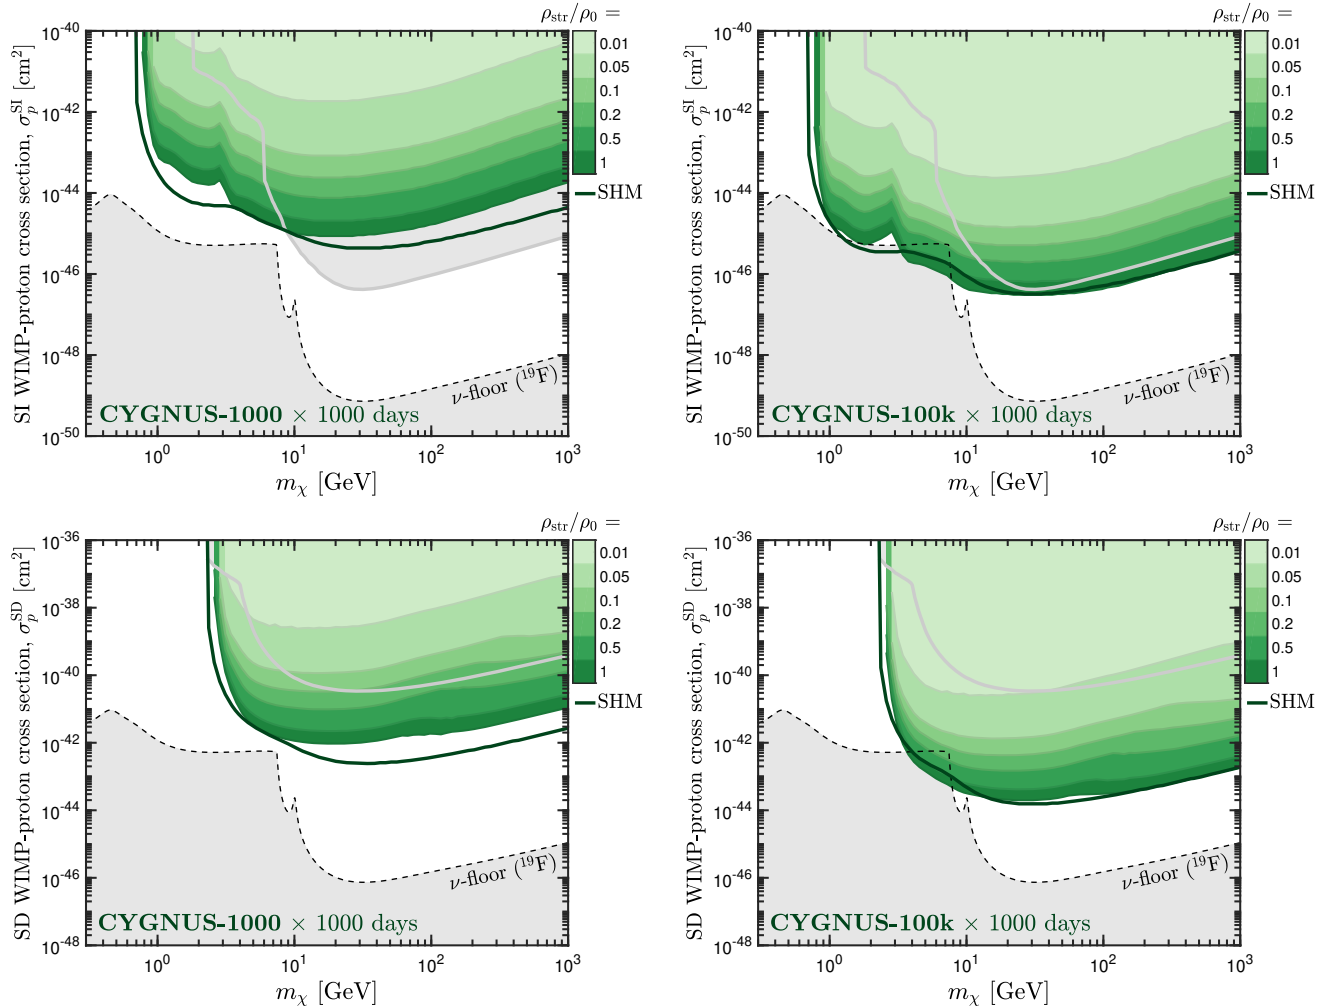 ρ_str/ρ_0 =
SI WIMP-proton cross section, σ_p^SI [cm²]
10^-40
10^-42
10^-44
10^-46
10^-48
10^-50
0.01
0.05
0.1
0.2
0.5
1
SHM
ν-floor (¹⁹F)
CYGNUS-1000 × 1000 days
10^0
10^1
10^2
10^3
m_χ [GeV]
ρ_str/ρ_0 =
SI WIMP-proton cross section, σ_p^SI [cm²]
10^-40
10^-42
10^-44
10^-46
10^-48
10^-50
0.01
0.05
0.1
0.2
0.5
1
SHM
ν-floor (¹⁹F)
CYGNUS-100k × 1000 days
10^0
10^1
10^2
10^3
m_χ [GeV]
ρ_str/ρ_0 =
SD WIMP-proton cross section, σ_p^SD [cm²]
10^-36
10^-38
10^-40
10^-42
10^-44
10^-46
10^-48
0.01
0.05
0.1
0.2
0.5
1
SHM
ν-floor (¹⁹F)
CYGNUS-1000 × 1000 days
10^0
10^1
10^2
10^3
m_χ [GeV]
ρ_str/ρ_0 =
SD WIMP-proton cross section, σ_p^SD [cm²]
10^-36
10^-38
10^-40
10^-42
10^-44
10^-46
10^-48
0.01
0.05
0.1
0.2
0.5
1
SHM
ν-floor (¹⁹F)
CYGNUS-100k × 1000 days
10^0
10^1
10^2
10^3
m_χ [GeV]